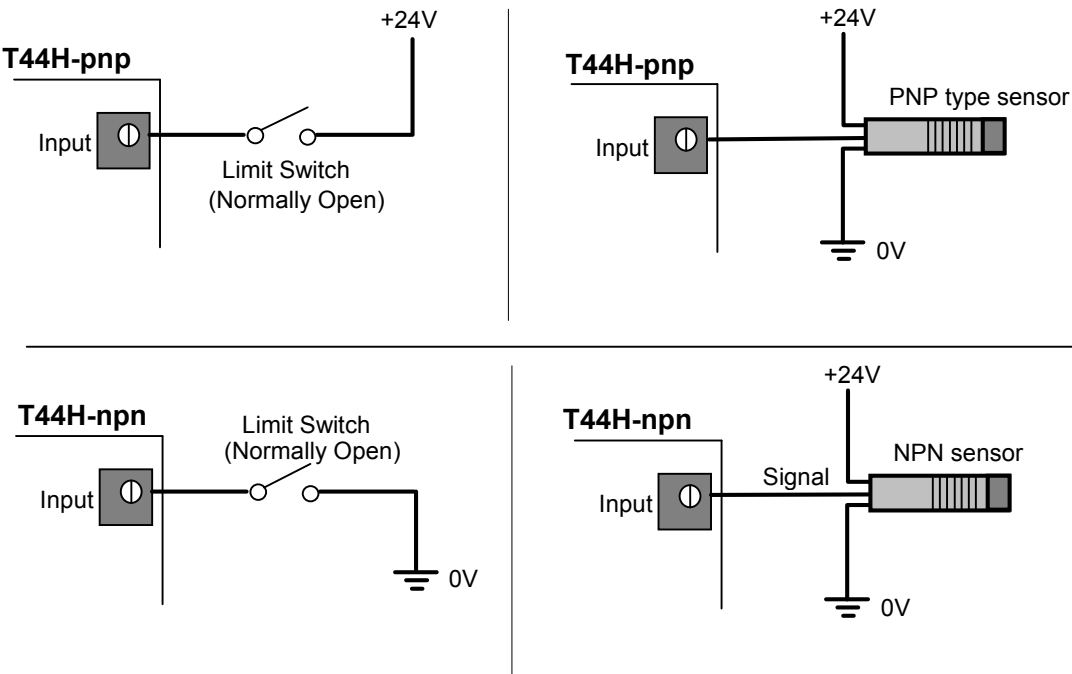 +24V
T44H-pnp
Input
Limit Switch
(Normally Open)
+24V
T44H-pnp
PNP type sensor
Input
0V
T44H-npn
Limit Switch
(Normally Open)
Input
0V
+24V
T44H-npn
NPN sensor
Signal
Input
0V